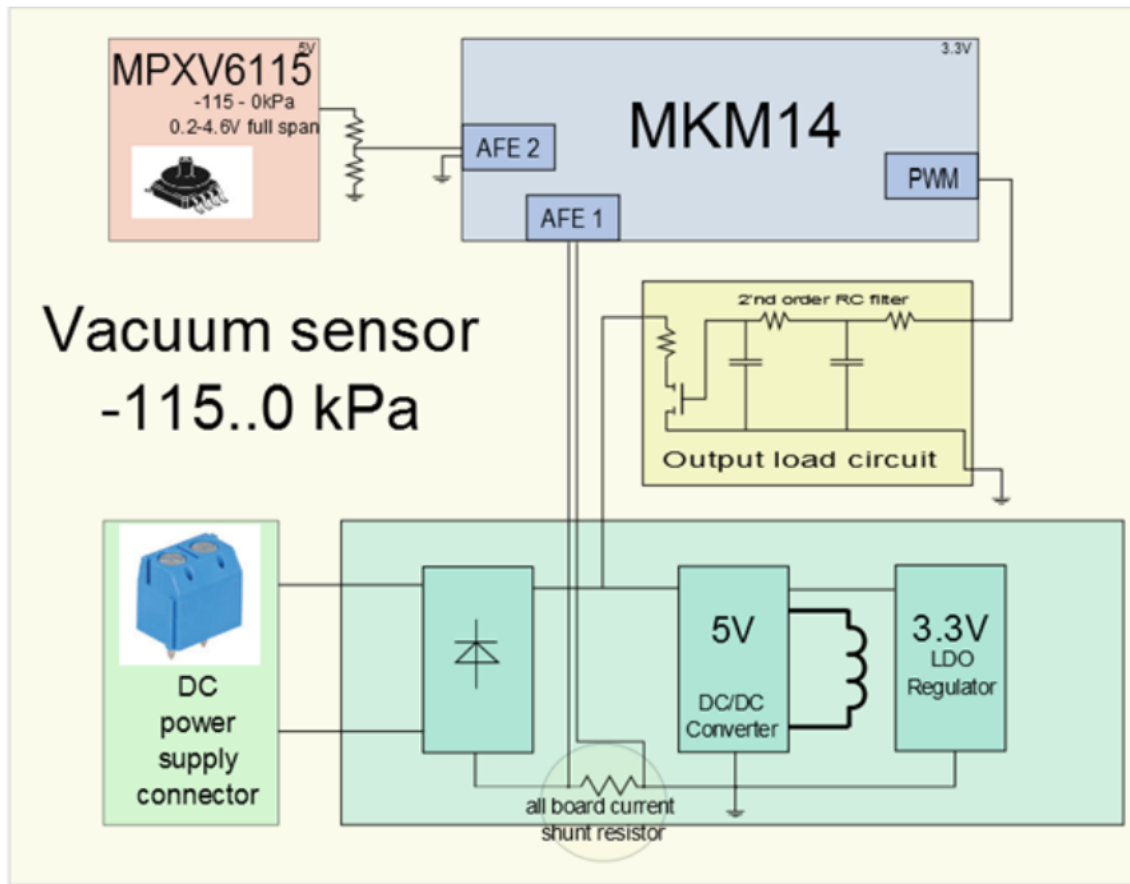 5V
MPXV6115
-115 - 0kPa
0.2-4.6V full span
3.3V
MKM14
AFE 2
AFE 1
PWM
Vacuum sensor
-115..0 kPa
2'nd order RC filter
Output load circuit
DC
power
supply
connector
5V
DC/DC
Converter
3.3V
LDO
Regulator
all board current
shunt resistor